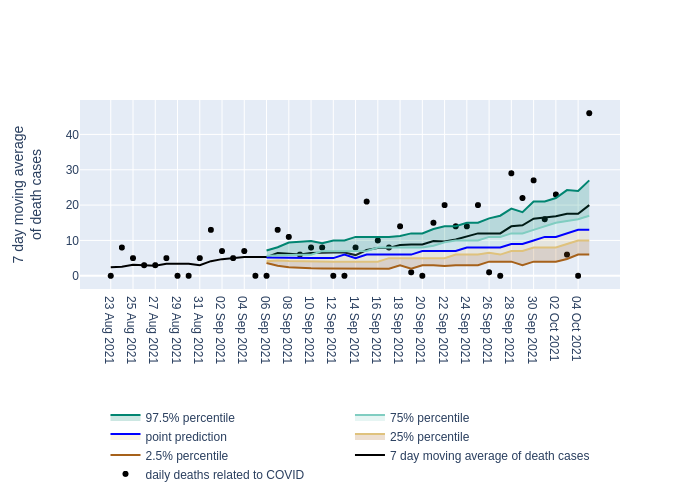 7 day moving average
of death cases
40
30
20
10
0
23 Aug 2021
25 Aug 2021
27 Aug 2021
29 Aug 2021
31 Aug 2021
02 Sep 2021
04 Sep 2021
06 Sep 2021
08 Sep 2021
10 Sep 2021
12 Sep 2021
14 Sep 2021
16 Sep 2021
18 Sep 2021
20 Sep 2021
22 Sep 2021
24 Sep 2021
26 Sep 2021
28 Sep 2021
30 Sep 2021
02 Oct 2021
04 Oct 2021
97.5% percentile
75% percentile
point prediction
25% percentile
2.5% percentile
7 day moving average of death cases
daily deaths related to COVID